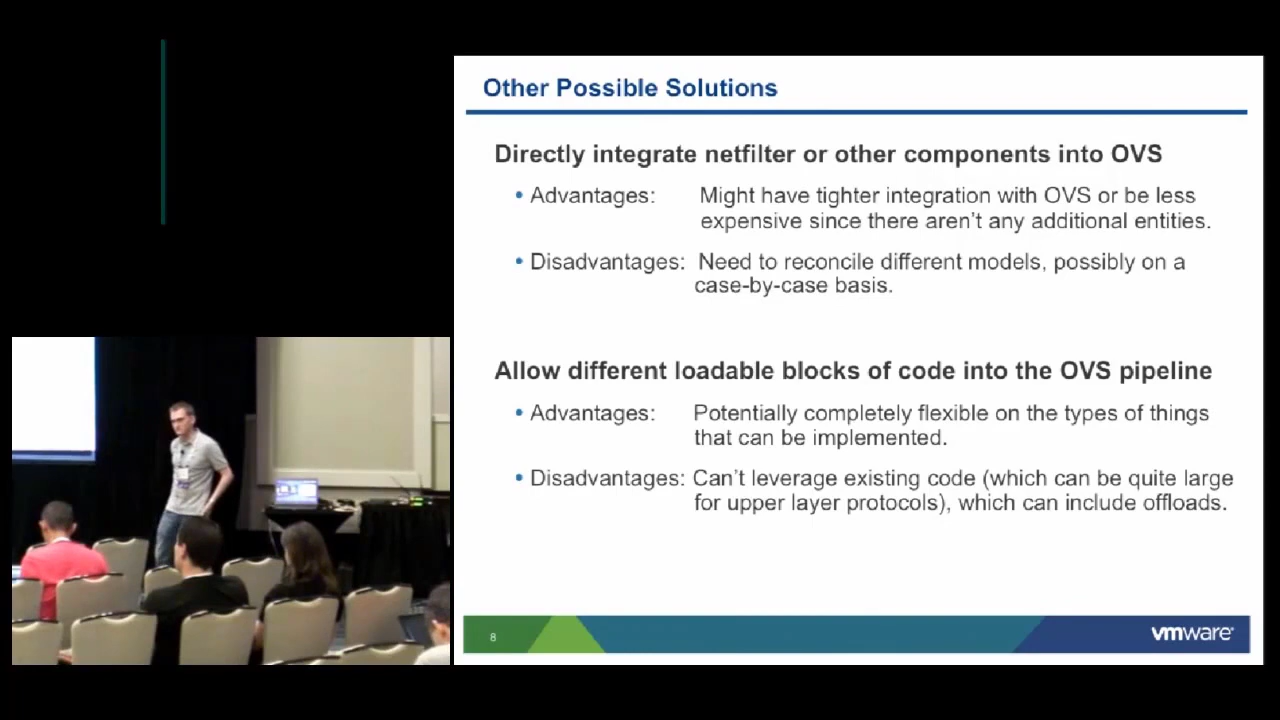 Other Possible Solutions
Directly integrate netfilter or other components into OVS
• Advantages: Might have tighter integration with OVS or be less
expensive since there aren't any additional entities.
• Disadvantages: Need to reconcile different models, possibly on a
case-by-case basis.
Allow different loadable blocks of code into the OVS pipeline
• Advantages: Potentially completely flexible on the types of things
that can be implemented.
• Disadvantages: Can't leverage existing code (which can be quite large
for upper layer protocols), which can include offloads.
8
vmware®